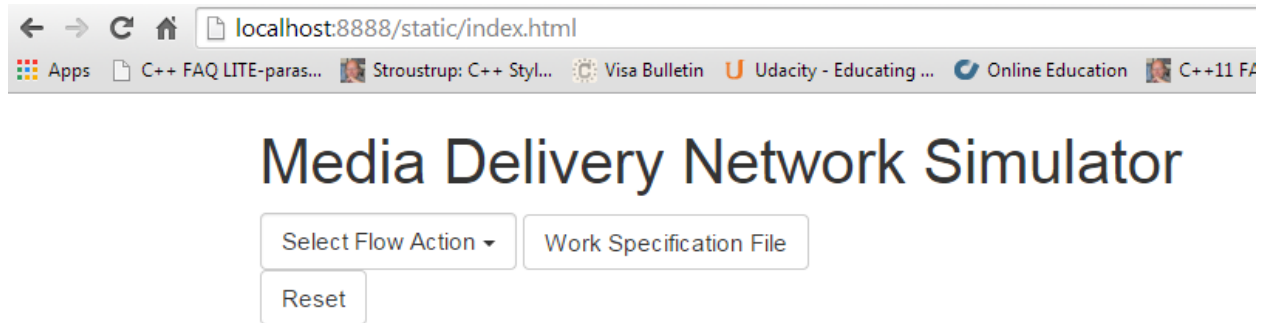 localhost:8888/static/index.html
Apps C++ FAQ LITE-paras... Stroustrup: C++ Styl... Visa Bulletin Udacity - Educating ... Online Education C++11 FA
Media Delivery Network Simulator
Select Flow Action Work Specification File
Reset